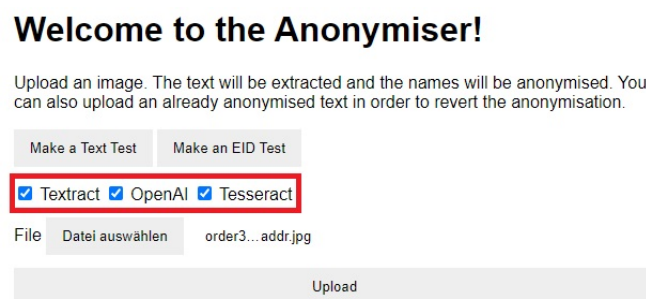 Welcome to the Anonymiser!
Upload an image. The text will be extracted and the names will be anonymised. You
can also upload an already anonymised text in order to revert the anonymisation.
Make a Text Test Make an EID Test
Textract OpenAI Tesseract
File Datei auswählen order3...addr.jpg
Upload